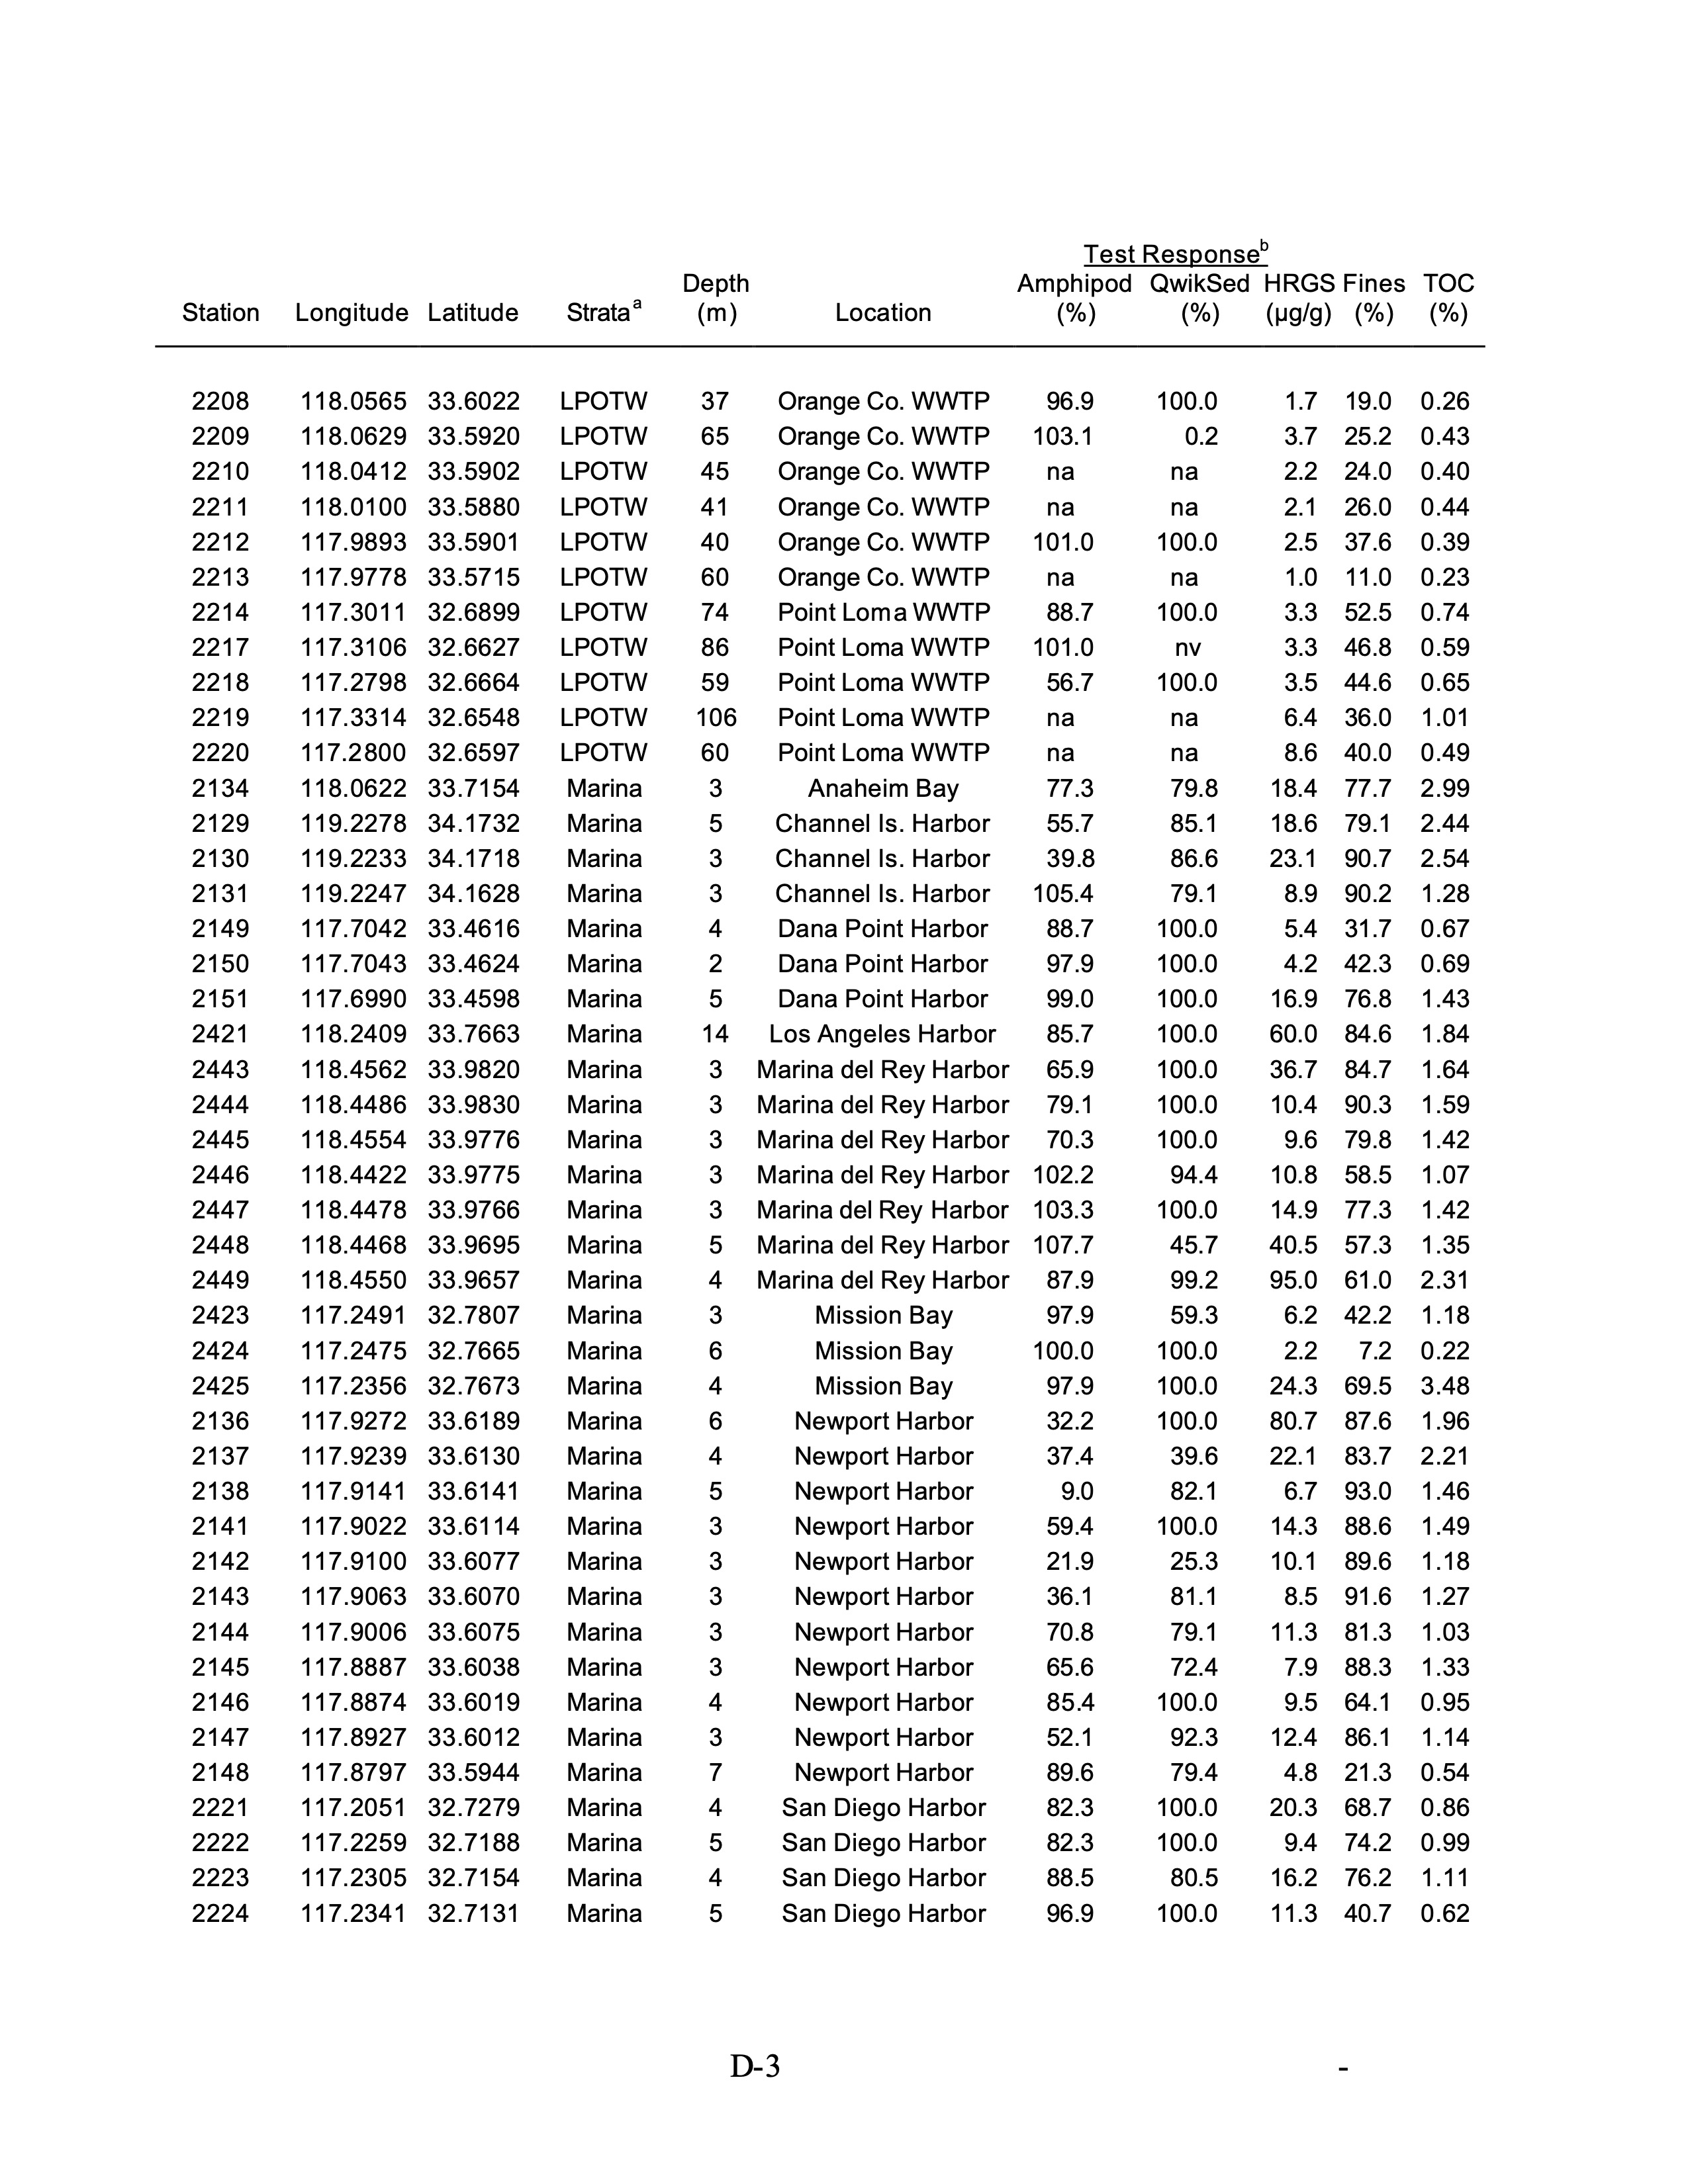 Test Responseᵇ
Depth Amphipod QwikSed HRGS Fines TOC
Station Longitude Latitude Strataᵃ (m) Location (%) (%) (µg/g) (%) (%)
2208 118.0565 33.6022 LPOTW 37 Orange Co. WWTP 96.9 100.0 1.7 19.0 0.26
2209 118.0629 33.5920 LPOTW 65 Orange Co. WWTP 103.1 0.2 3.7 25.2 0.43
2210 118.0412 33.5902 LPOTW 45 Orange Co. WWTP na na 2.2 24.0 0.40
2211 118.0100 33.5880 LPOTW 41 Orange Co. WWTP na na 2.1 26.0 0.44
2212 117.9893 33.5901 LPOTW 40 Orange Co. WWTP 101.0 100.0 2.5 37.6 0.39
2213 117.9778 33.5715 LPOTW 60 Orange Co. WWTP na na 1.0 11.0 0.23
2214 117.3011 32.6899 LPOTW 74 Point Loma WWTP 88.7 100.0 3.3 52.5 0.74
2217 117.3106 32.6627 LPOTW 86 Point Loma WWTP 101.0 nv 3.3 46.8 0.59
2218 117.2798 32.6664 LPOTW 59 Point Loma WWTP 56.7 100.0 3.5 44.6 0.65
2219 117.3314 32.6548 LPOTW 106 Point Loma WWTP na na 6.4 36.0 1.01
2220 117.2800 32.6597 LPOTW 60 Point Loma WWTP na na 8.6 40.0 0.49
2134 118.0622 33.7154 Marina 3 Anaheim Bay 77.3 79.8 18.4 77.7 2.99
2129 119.2278 34.1732 Marina 5 Channel Is. Harbor 55.7 85.1 18.6 79.1 2.44
2130 119.2233 34.1718 Marina 3 Channel Is. Harbor 39.8 86.6 23.1 90.7 2.54
2131 119.2247 34.1628 Marina 3 Channel Is. Harbor 105.4 79.1 8.9 90.2 1.28
2149 117.7042 33.4616 Marina 4 Dana Point Harbor 88.7 100.0 5.4 31.7 0.67
2150 117.7043 33.4624 Marina 2 Dana Point Harbor 97.9 100.0 4.2 42.3 0.69
2151 117.6990 33.4598 Marina 5 Dana Point Harbor 99.0 100.0 16.9 76.8 1.43
2421 118.2409 33.7663 Marina 14 Los Angeles Harbor 85.7 100.0 60.0 84.6 1.84
2443 118.4562 33.9820 Marina 3 Marina del Rey Harbor 65.9 100.0 36.7 84.7 1.64
2444 118.4486 33.9830 Marina 3 Marina del Rey Harbor 79.1 100.0 10.4 90.3 1.59
2445 118.4554 33.9776 Marina 3 Marina del Rey Harbor 70.3 100.0 9.6 79.8 1.42
2446 118.4422 33.9775 Marina 3 Marina del Rey Harbor 102.2 94.4 10.8 58.5 1.07
2447 118.4478 33.9766 Marina 3 Marina del Rey Harbor 103.3 100.0 14.9 77.3 1.42
2448 118.4468 33.9695 Marina 5 Marina del Rey Harbor 107.7 45.7 40.5 57.3 1.35
2449 118.4550 33.9657 Marina 4 Marina del Rey Harbor 87.9 99.2 95.0 61.0 2.31
2423 117.2491 32.7807 Marina 3 Mission Bay 97.9 59.3 6.2 42.2 1.18
2424 117.2475 32.7665 Marina 6 Mission Bay 100.0 100.0 2.2 7.2 0.22
2425 117.2356 32.7673 Marina 4 Mission Bay 97.9 100.0 24.3 69.5 3.48
2136 117.9272 33.6189 Marina 6 Newport Harbor 32.2 100.0 80.7 87.6 1.96
2137 117.9239 33.6130 Marina 4 Newport Harbor 37.4 39.6 22.1 83.7 2.21
2138 117.9141 33.6141 Marina 5 Newport Harbor 9.0 82.1 6.7 93.0 1.46
2141 117.9022 33.6114 Marina 3 Newport Harbor 59.4 100.0 14.3 88.6 1.49
2142 117.9100 33.6077 Marina 3 Newport Harbor 21.9 25.3 10.1 89.6 1.18
2143 117.9063 33.6070 Marina 3 Newport Harbor 36.1 81.1 8.5 91.6 1.27
2144 117.9006 33.6075 Marina 3 Newport Harbor 70.8 79.1 11.3 81.3 1.03
2145 117.8887 33.6038 Marina 3 Newport Harbor 65.6 72.4 7.9 88.3 1.33
2146 117.8874 33.6019 Marina 4 Newport Harbor 85.4 100.0 9.5 64.1 0.95
2147 117.8927 33.6012 Marina 3 Newport Harbor 52.1 92.3 12.4 86.1 1.14
2148 117.8797 33.5944 Marina 7 Newport Harbor 89.6 79.4 4.8 21.3 0.54
2221 117.2051 32.7279 Marina 4 San Diego Harbor 82.3 100.0 20.3 68.7 0.86
2222 117.2259 32.7188 Marina 5 San Diego Harbor 82.3 100.0 9.4 74.2 0.99
2223 117.2305 32.7154 Marina 4 San Diego Harbor 88.5 80.5 16.2 76.2 1.11
2224 117.2341 32.7131 Marina 5 San Diego Harbor 96.9 100.0 11.3 40.7 0.62
D-3 -